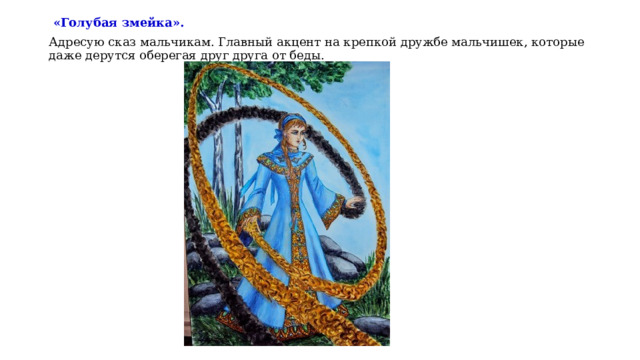 «Голубая змейка».
Адресую сказ мальчикам. Главный акцент на крепкой дружбе мальчишек, которые
даже дерутся оберегая друг друга от беды.